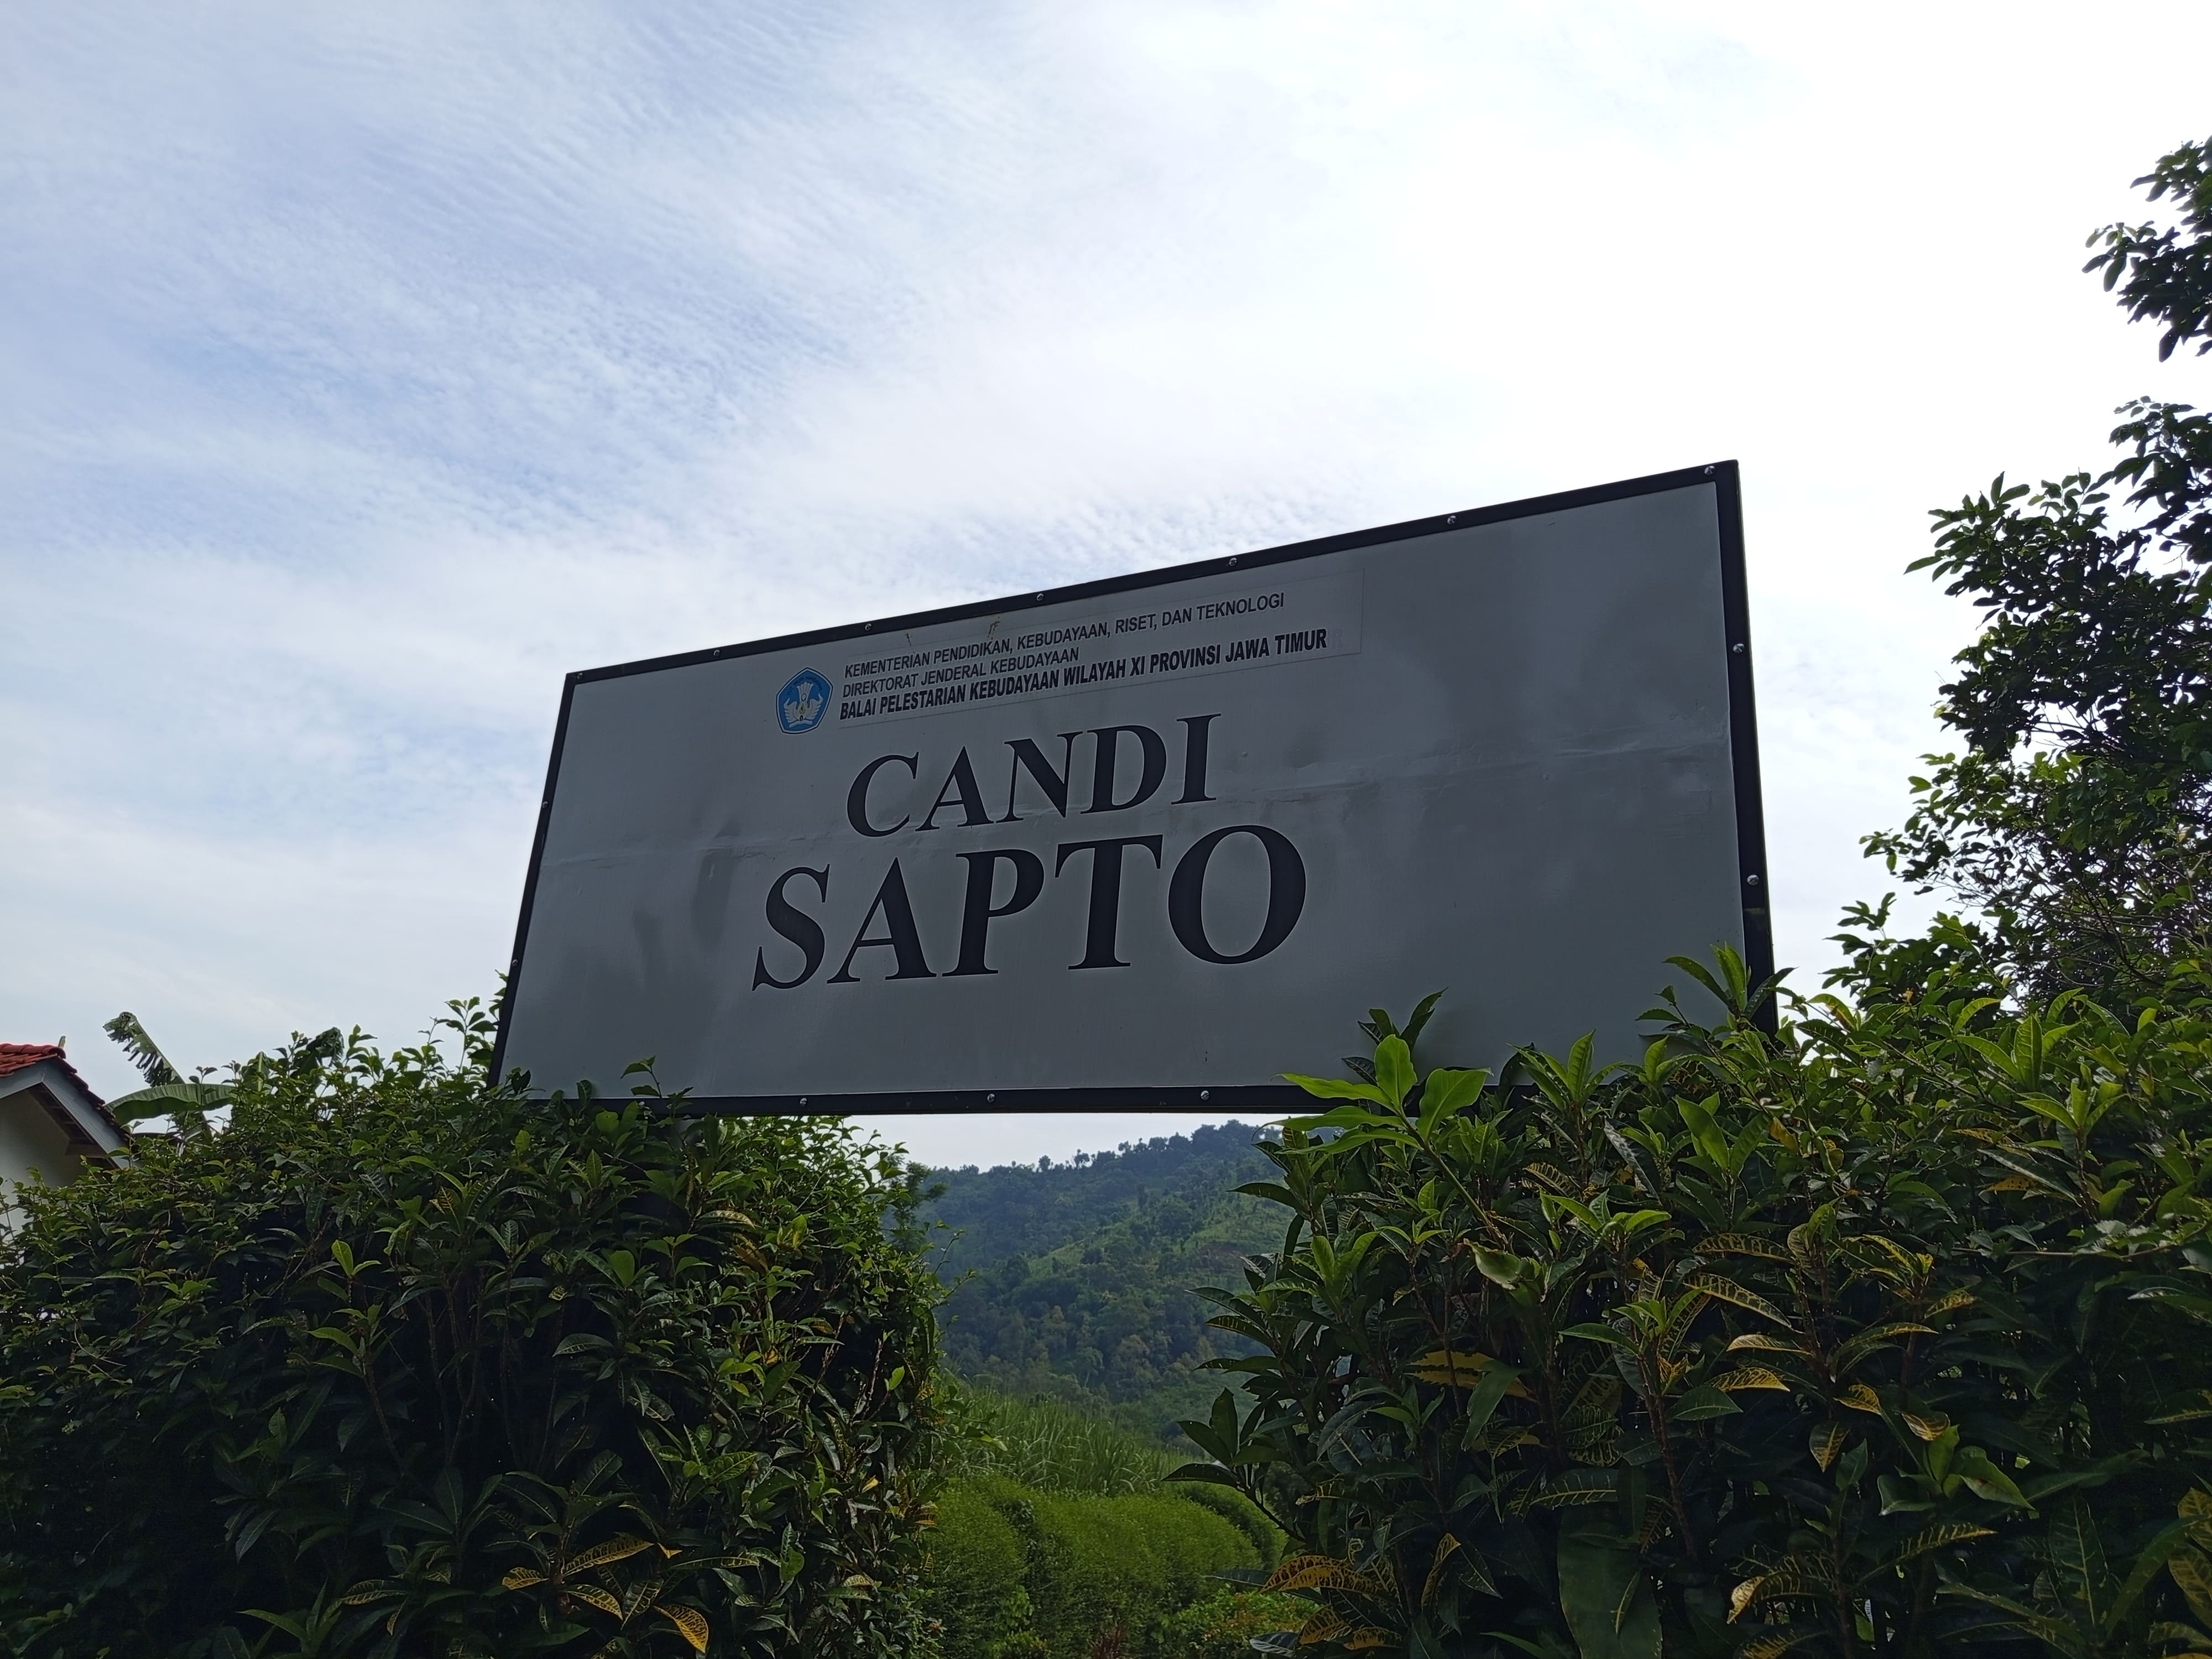 KEMENTERIAN PENDIDIKAN, KEBUDAYAAN, RISET, DAN TEKNOLOGI
DIREKTORAT JENDERAL KEBUDAYAAN
BALAI PELESTARIAN KEBUDAYAAN WILAYAH XI PROVINSI JAWA TIMUR
CANDI
SAPTO